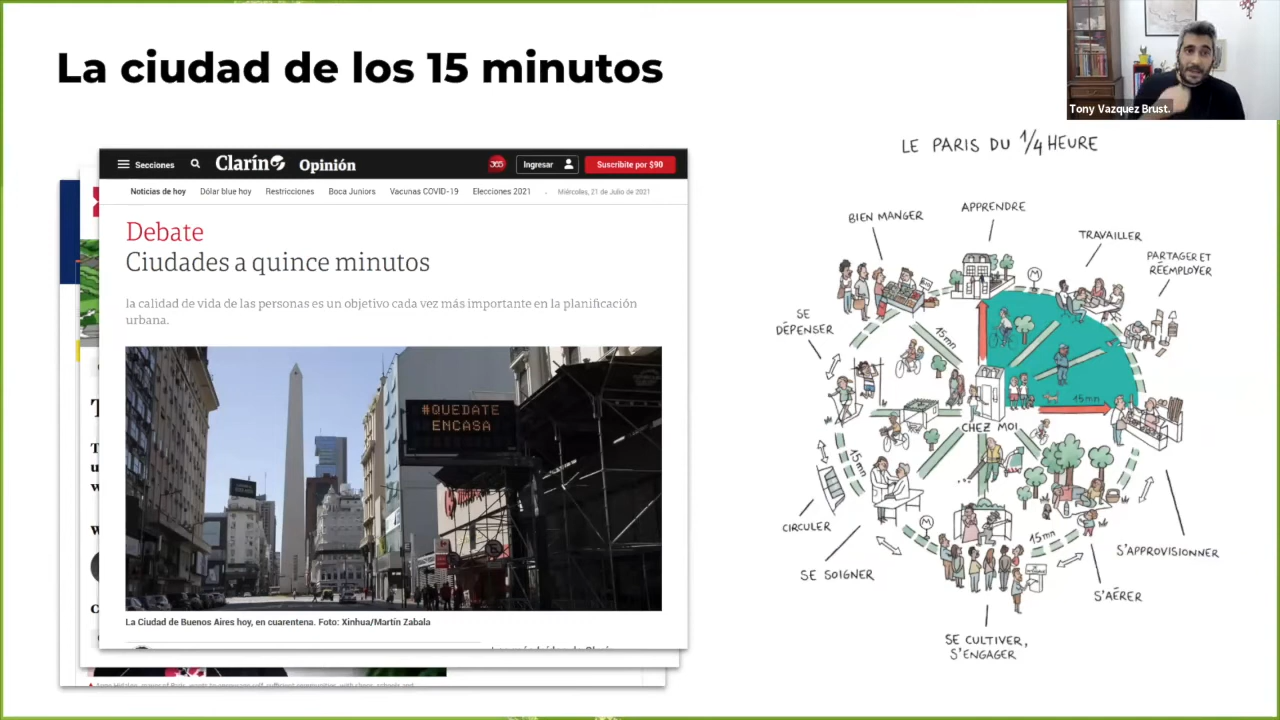 La ciudad de los 15 minutos
Tony Vazquez Brust.
Secciones
Clarín Opinión
365
Ingresar
Suscribite por $90
Noticias de hoy Dólar blue hoy Restricciones Boca Juniors Vacunas COVID-19 Elecciones 2021 Miércoles, 21 de Julio de 2021
Debate
Ciudades a quince minutos
la calidad de vida de las personas es un objetivo cada vez más importante en la planificación
urbana.
#QUEDATE
ENCASA
La Ciudad de Buenos Aires hoy, en cuarentena. Foto: Xinhua/Martín Zabala
LE PARIS DU 1/4 HEURE
BIEN MANGER
APPRENDRE
TRAVAILLER
PARTAGER ET
RÉEMPLOYER
SE
DÉPENSER
M
15mn
15mn
CHEZ MOI
15mn
CIRCULER
M
15mn
SE SOIGNER
S'APPROVISIONNER
S'AÉRER
SE CULTIVER,
S'ENGAGER